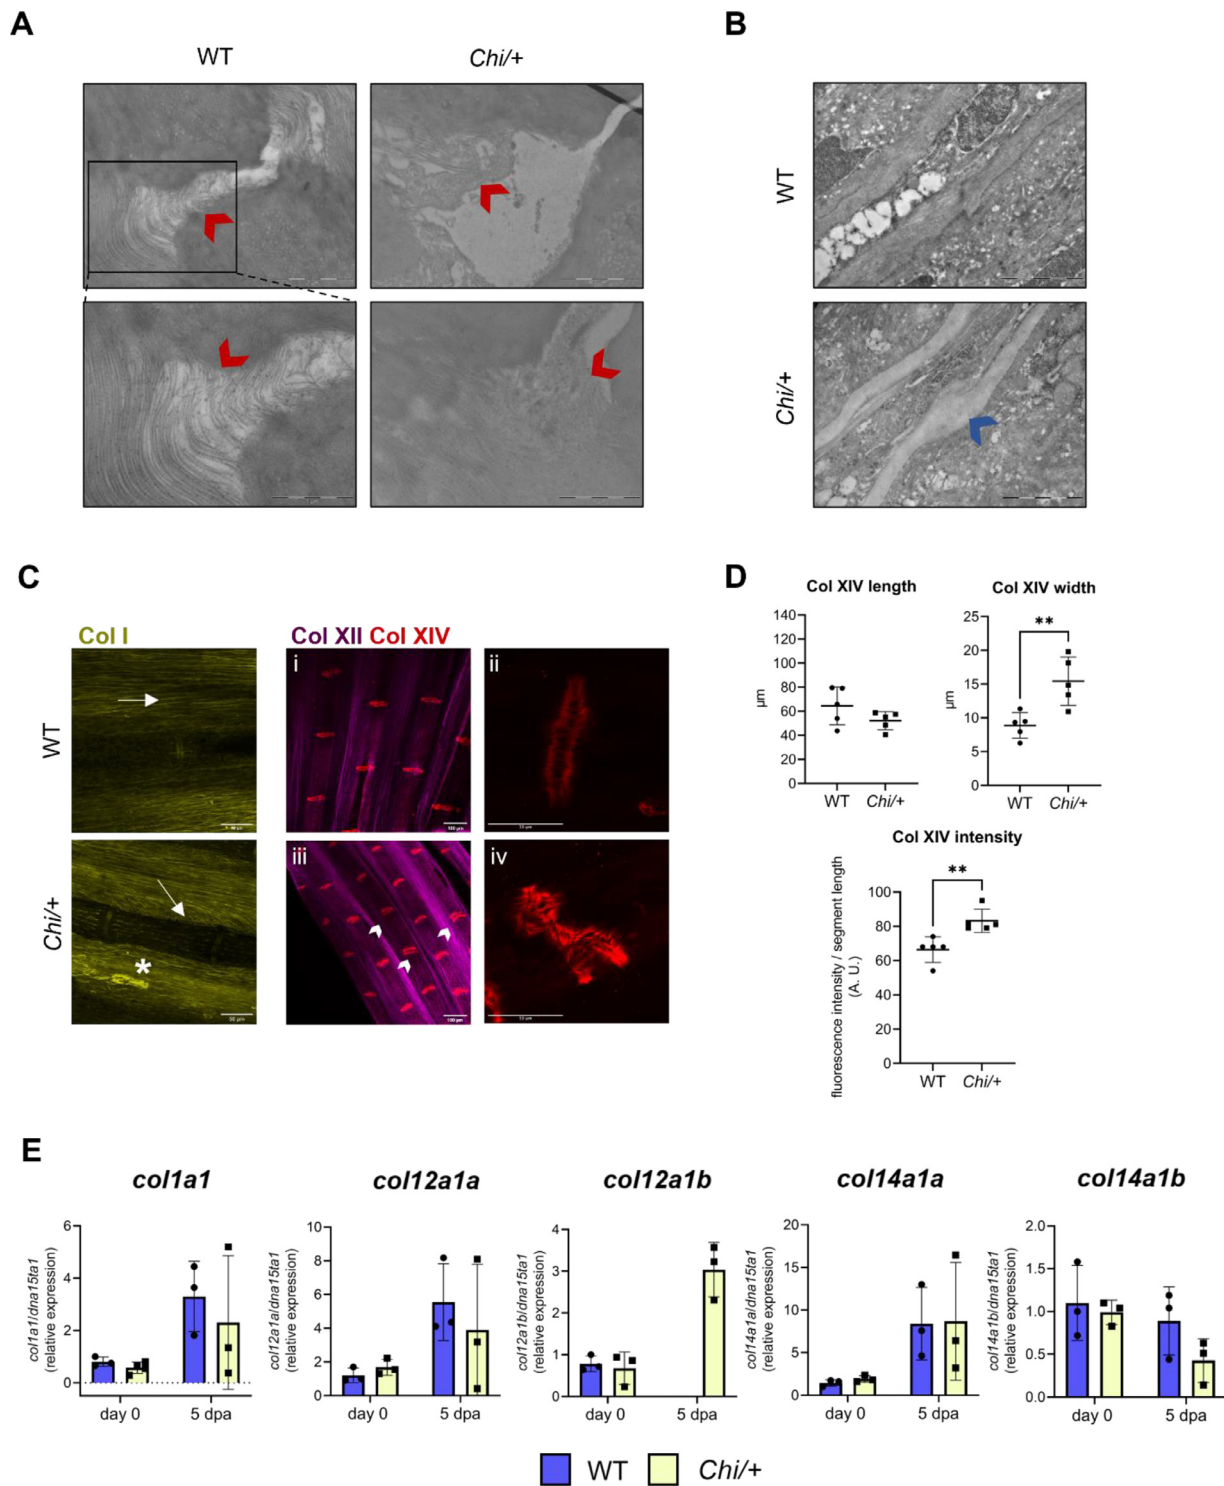 A
B
WT
Chi/+
WT
Chi/+
C
D
Col I
Col XII Col XIV
WT
i
ii
Chi/+
iii
iv
*
50 µm
100 µm
100 µm
Col XIV length
µm
140
120
100
80
60
40
20
0
WT
Chi/+
Col XIV width
µm
25
20
15
10
5
0
**
WT
Chi/+
Col XIV intensity
fluorescence intensity / segment length
(A. U.)
100
80
60
40
20
0
**
WT
Chi/+
E
col1a1
col1a1/dna15ta1
(relative expression)
6
4
2
0
day 0
5 dpa
col12a1a
col12a1a/dna15ta1
(relative expression)
10
8
6
4
2
0
day 0
5 dpa
col12a1b
col12a1b/dna15ta1
(relative expression)
4
3
2
1
0
day 0
5 dpa
col14a1a
col14a1a/dna15ta1
(relative expression)
20
15
10
5
0
day 0
5 dpa
col14a1b
col14a1b/dna15ta1
(relative expression)
2.0
1.5
1.0
0.5
0.0
day 0
5 dpa
WT
Chi/+